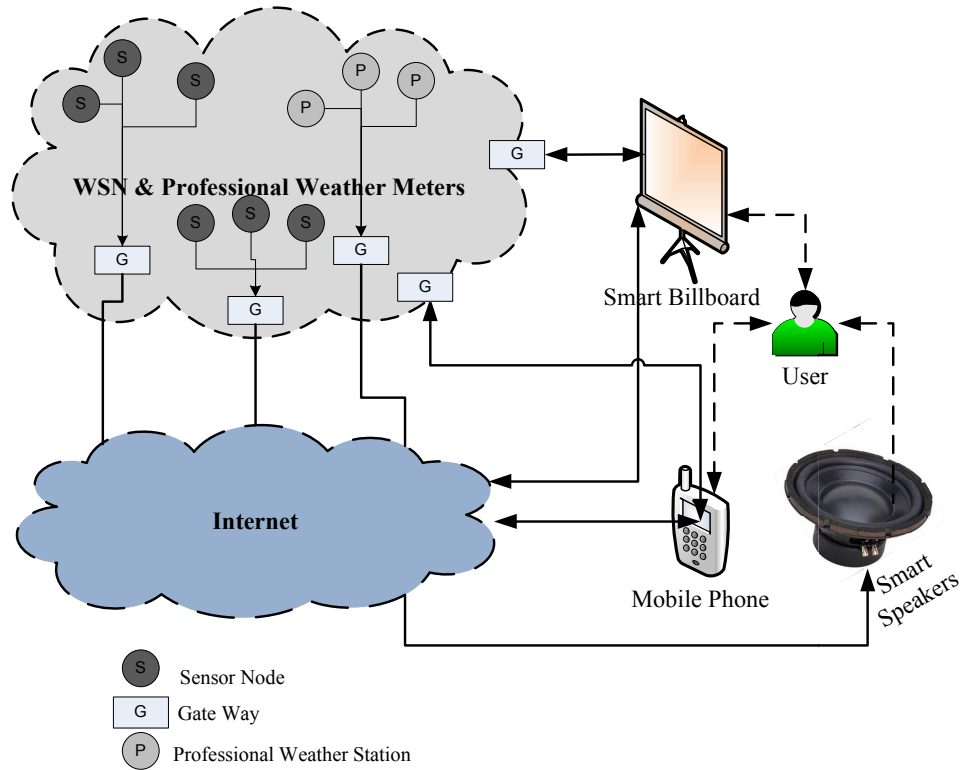 S
S
S
P
P
P
G
WSN & Professional Weather Meters
S
S
S
G
G
G
G
Smart Billboard
User
Internet
Mobile Phone
Smart
Speakers
S Sensor Node
G Gate Way
P Professional Weather Station